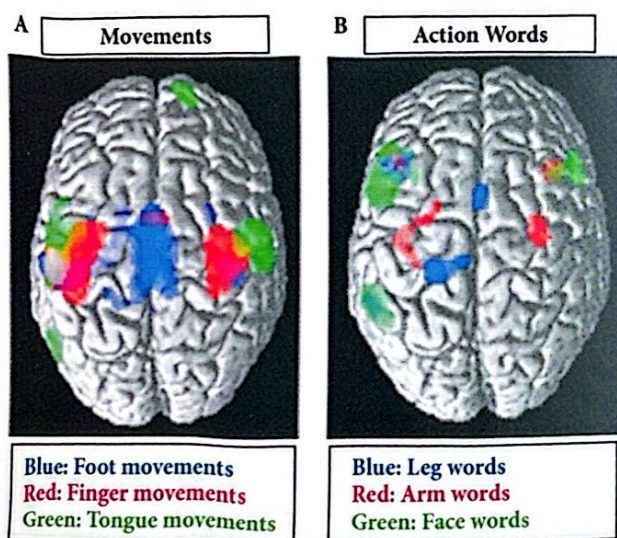 A
Movements
Blue: Foot movements
Red: Finger movements
Green: Tongue movements
B
Action Words
Blue: Leg words
Red: Arm words
Green: Face words